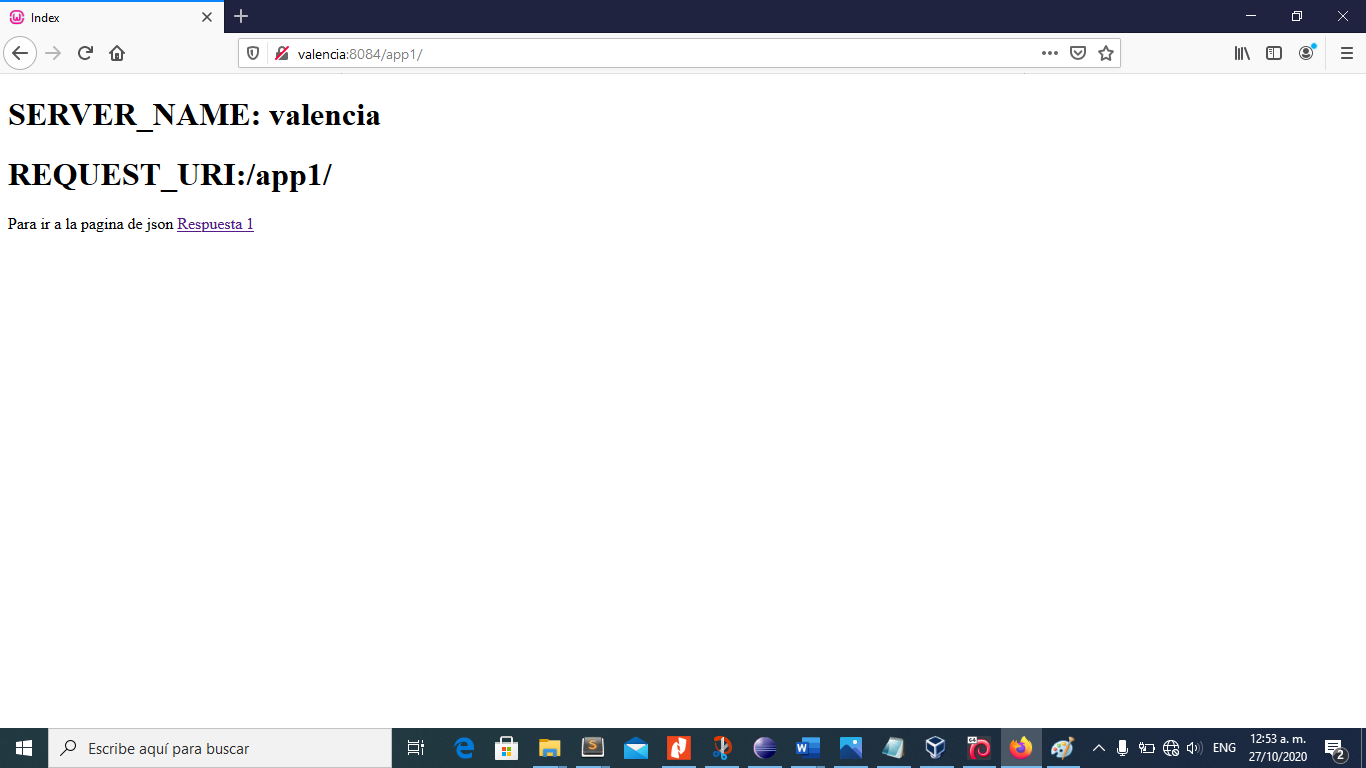 Index
valencia:8084/app1/
SERVER_NAME: valencia
REQUEST_URI:/app1/
Para ir a la pagina de json Respuesta 1
Escribe aquí para buscar
ENG
12:53 a. m.
27/10/2020
2